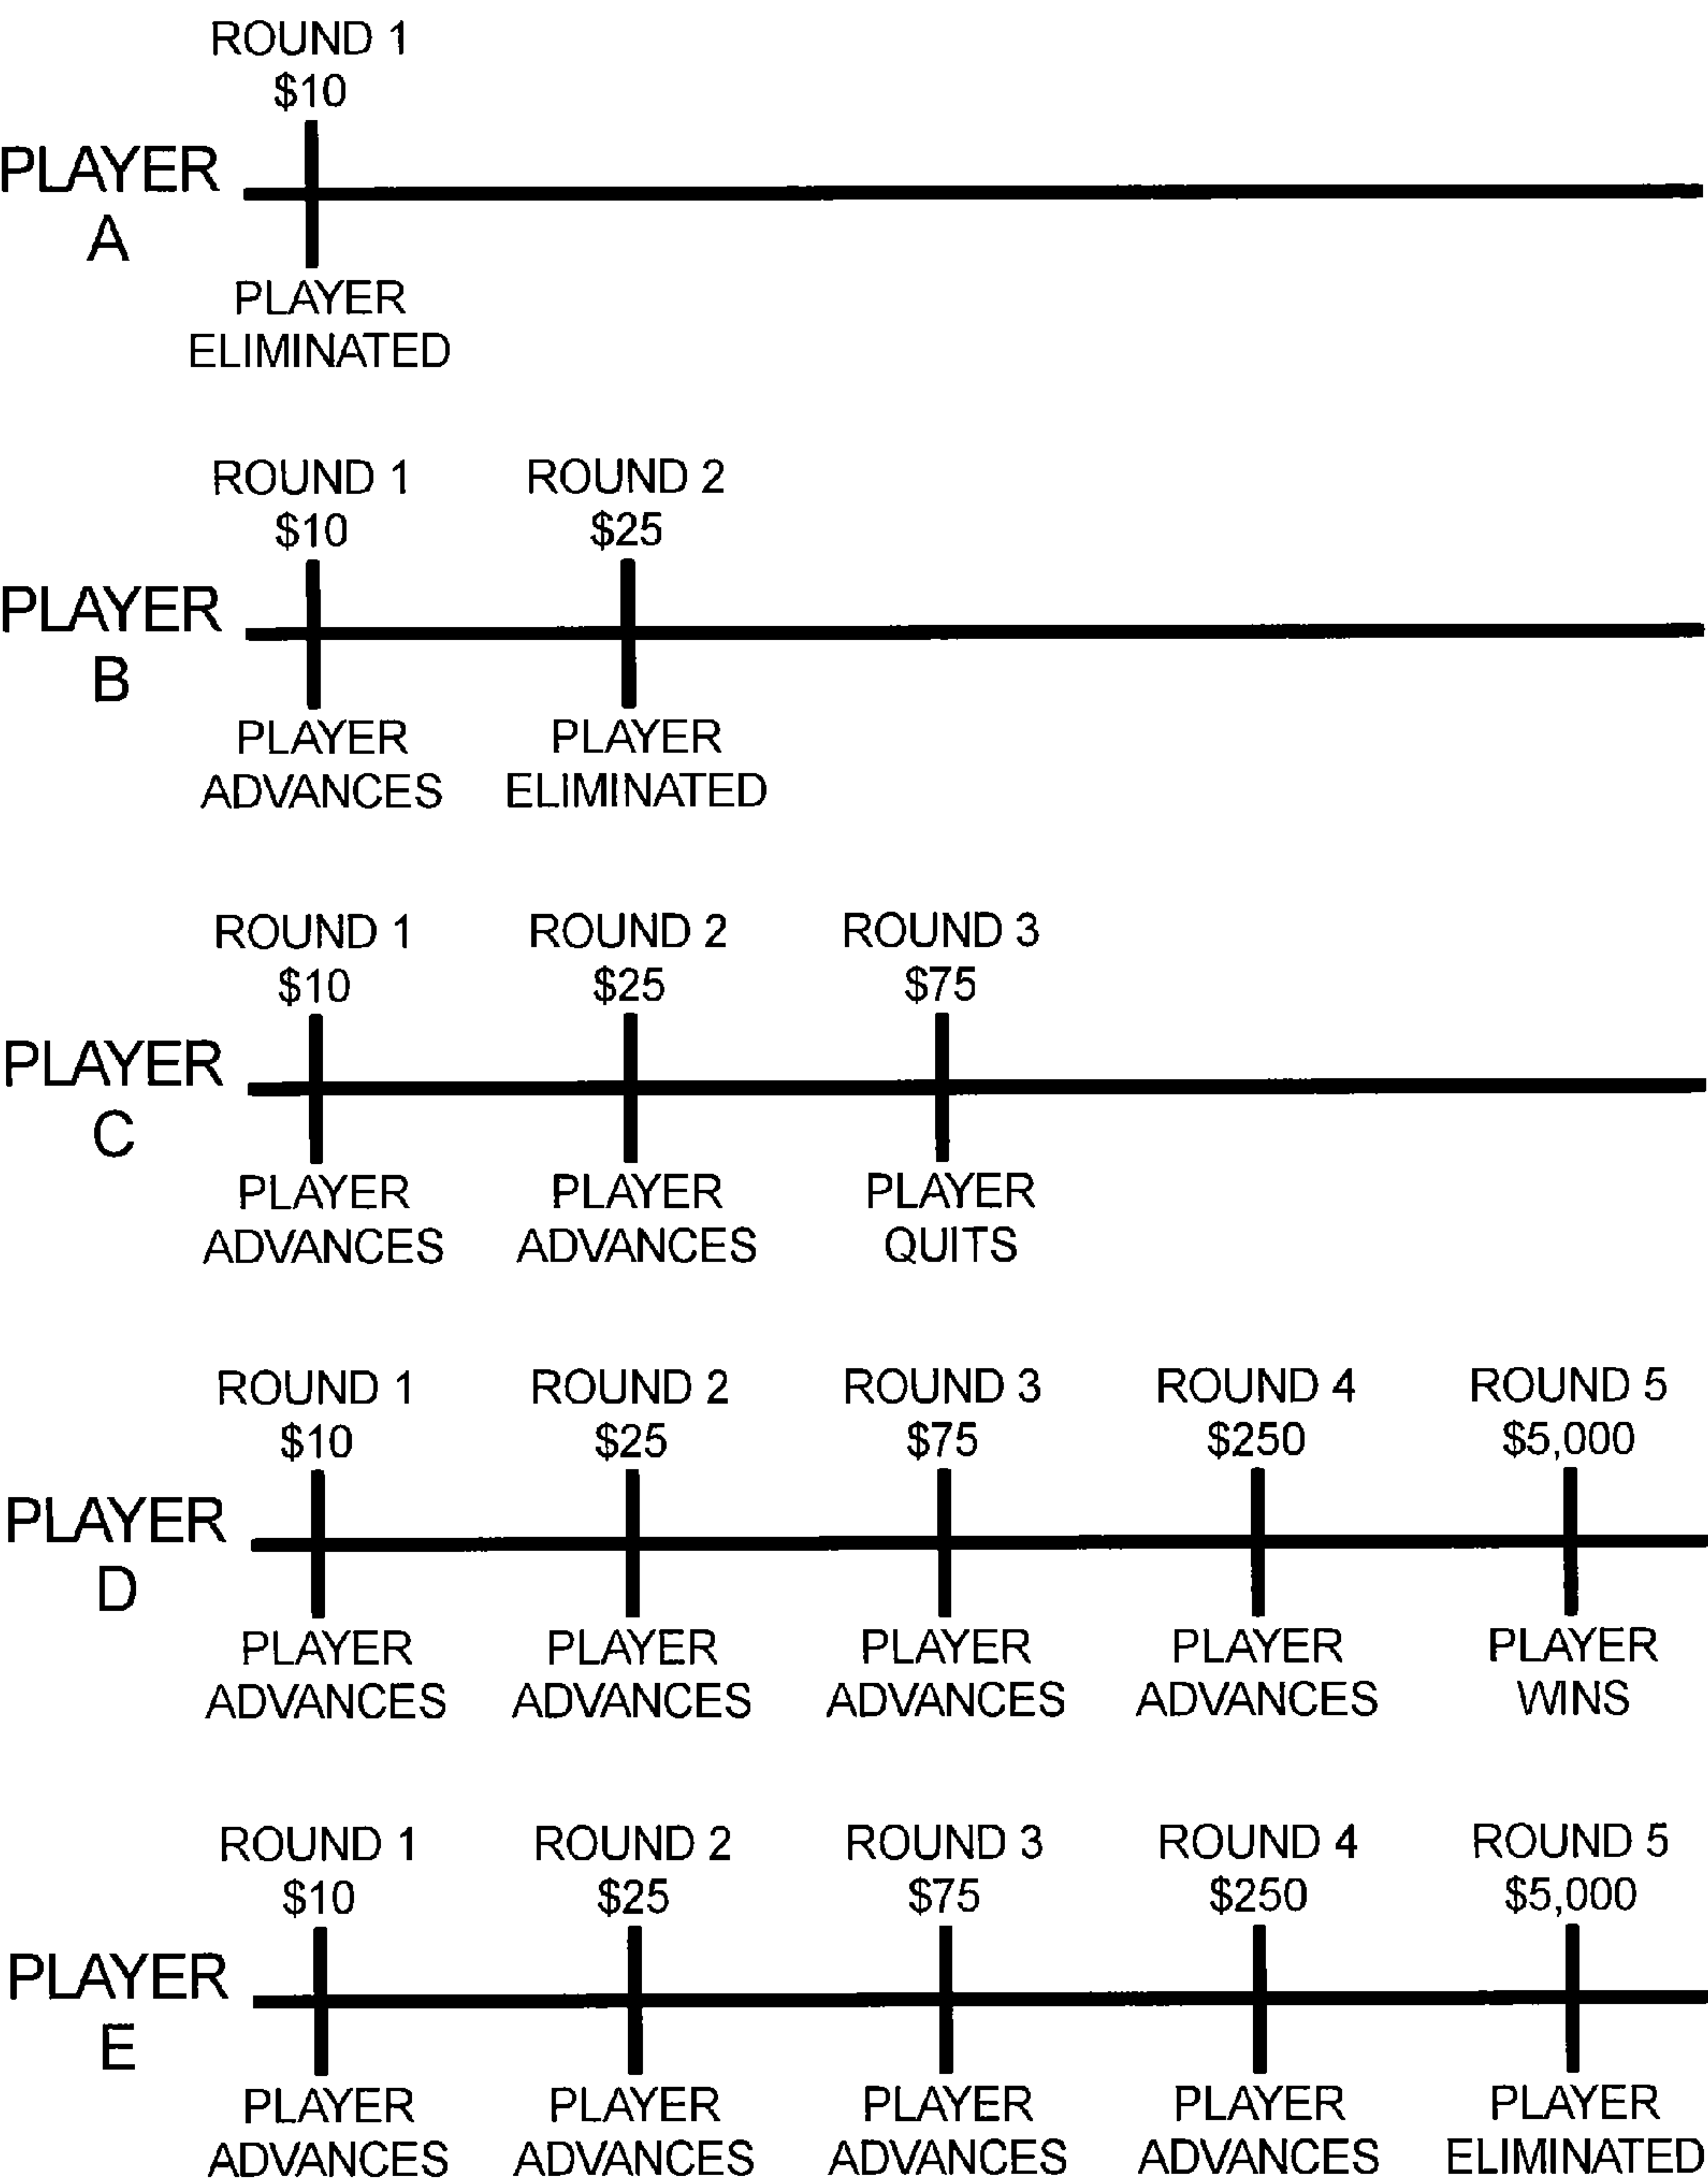 ROUND 1
$10
PLAYER
A
PLAYER
ELIMINATED
ROUND 1 ROUND 2
$10 $25
PLAYER
B
PLAYER PLAYER
ADVANCES ELIMINATED
ROUND 1 ROUND 2 ROUND 3
$10 $25 $75
PLAYER
C
PLAYER PLAYER PLAYER
ADVANCES ADVANCES QUITS
ROUND 1 ROUND 2 ROUND 3 ROUND 4 ROUND 5
$10 $25 $75 $250 $5,000
PLAYER
D
PLAYER PLAYER PLAYER PLAYER PLAYER
ADVANCES ADVANCES ADVANCES ADVANCES WINS
ROUND 1 ROUND 2 ROUND 3 ROUND 4 ROUND 5
$10 $25 $75 $250 $5,000
PLAYER
E
PLAYER PLAYER PLAYER PLAYER PLAYER
ADVANCES ADVANCES ADVANCES ADVANCES ELIMINATED